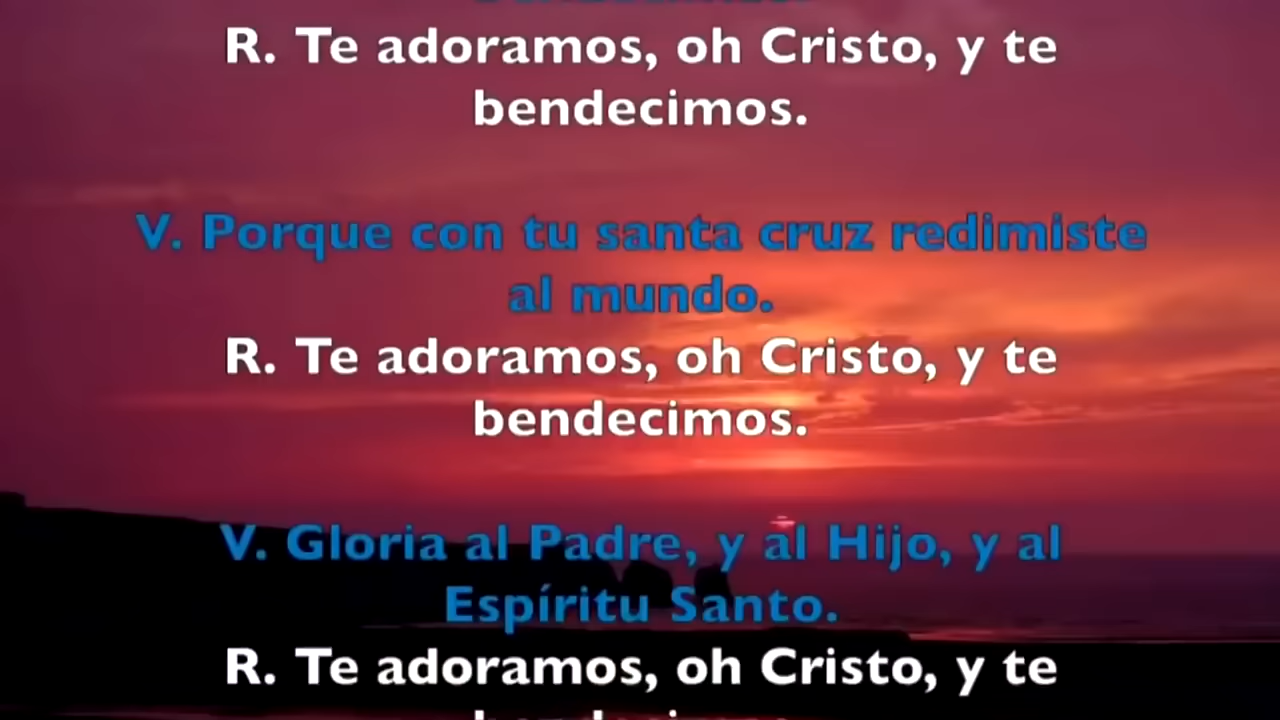 R. Te adoramos, oh Cristo, y te
bendecimos.
V. Porque con tu santa cruz redimiste
al mundo.
R. Te adoramos, oh Cristo, y te
bendecimos.
V. Gloria al Padre, y al Hijo, y al
Espíritu Santo.
R. Te adoramos, oh Cristo, y te